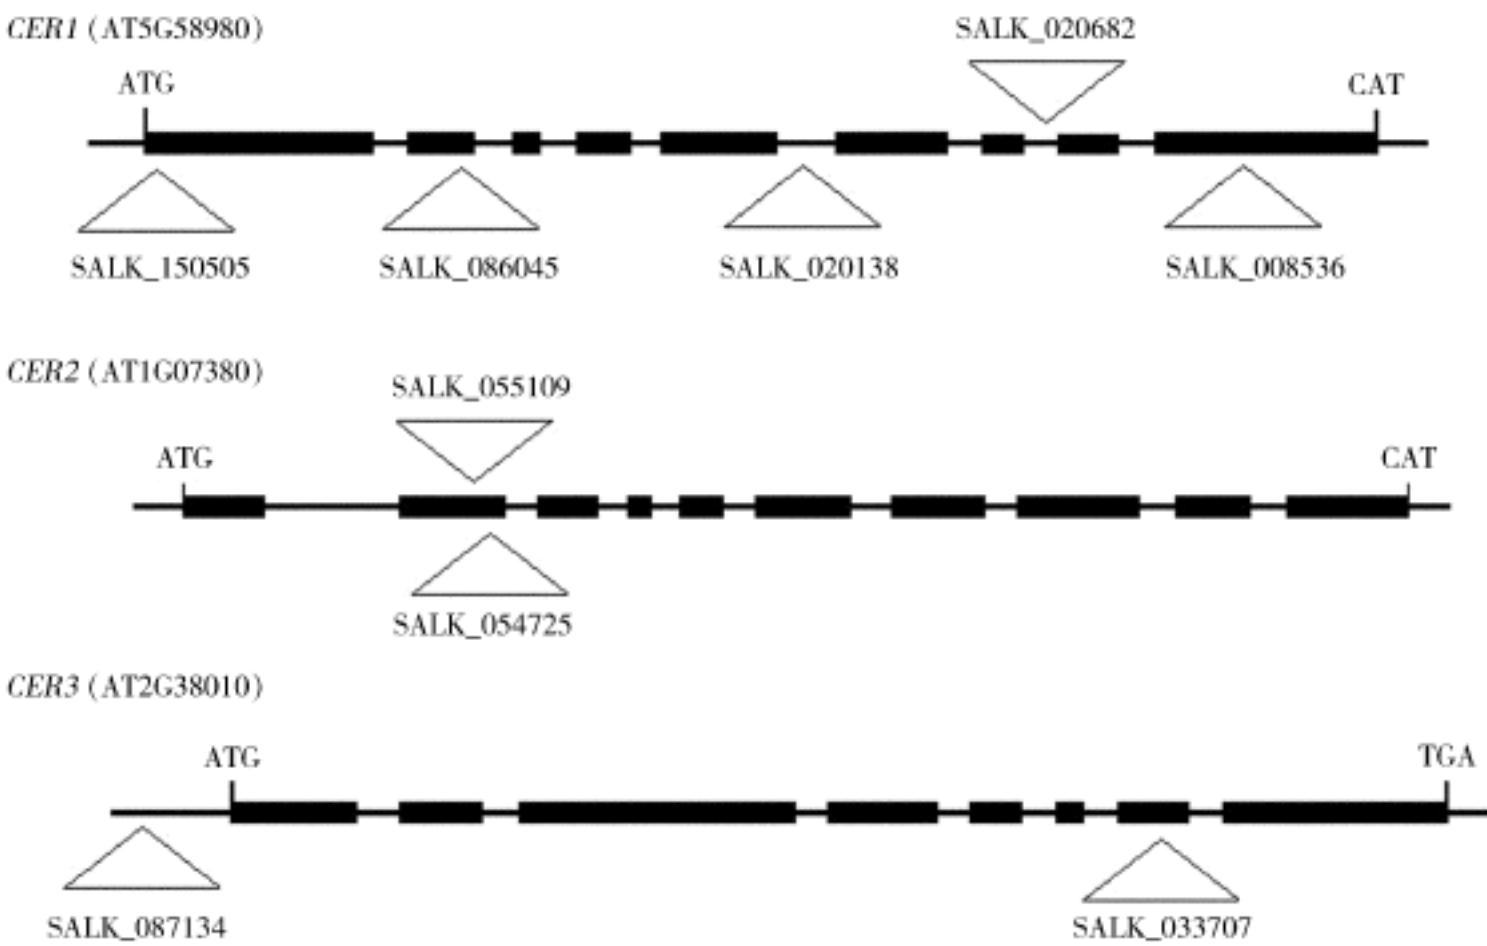 CER1 (AT5G58980)
SALK_020682
ATG
CAT
SALK_150505
SALK_086045
SALK_020138
SALK_008536
CER2 (AT1G07380)
SALK_055109
ATG
CAT
SALK_054725
CER3 (AT2G38010)
ATG
TGA
SALK_087134
SALK_033707